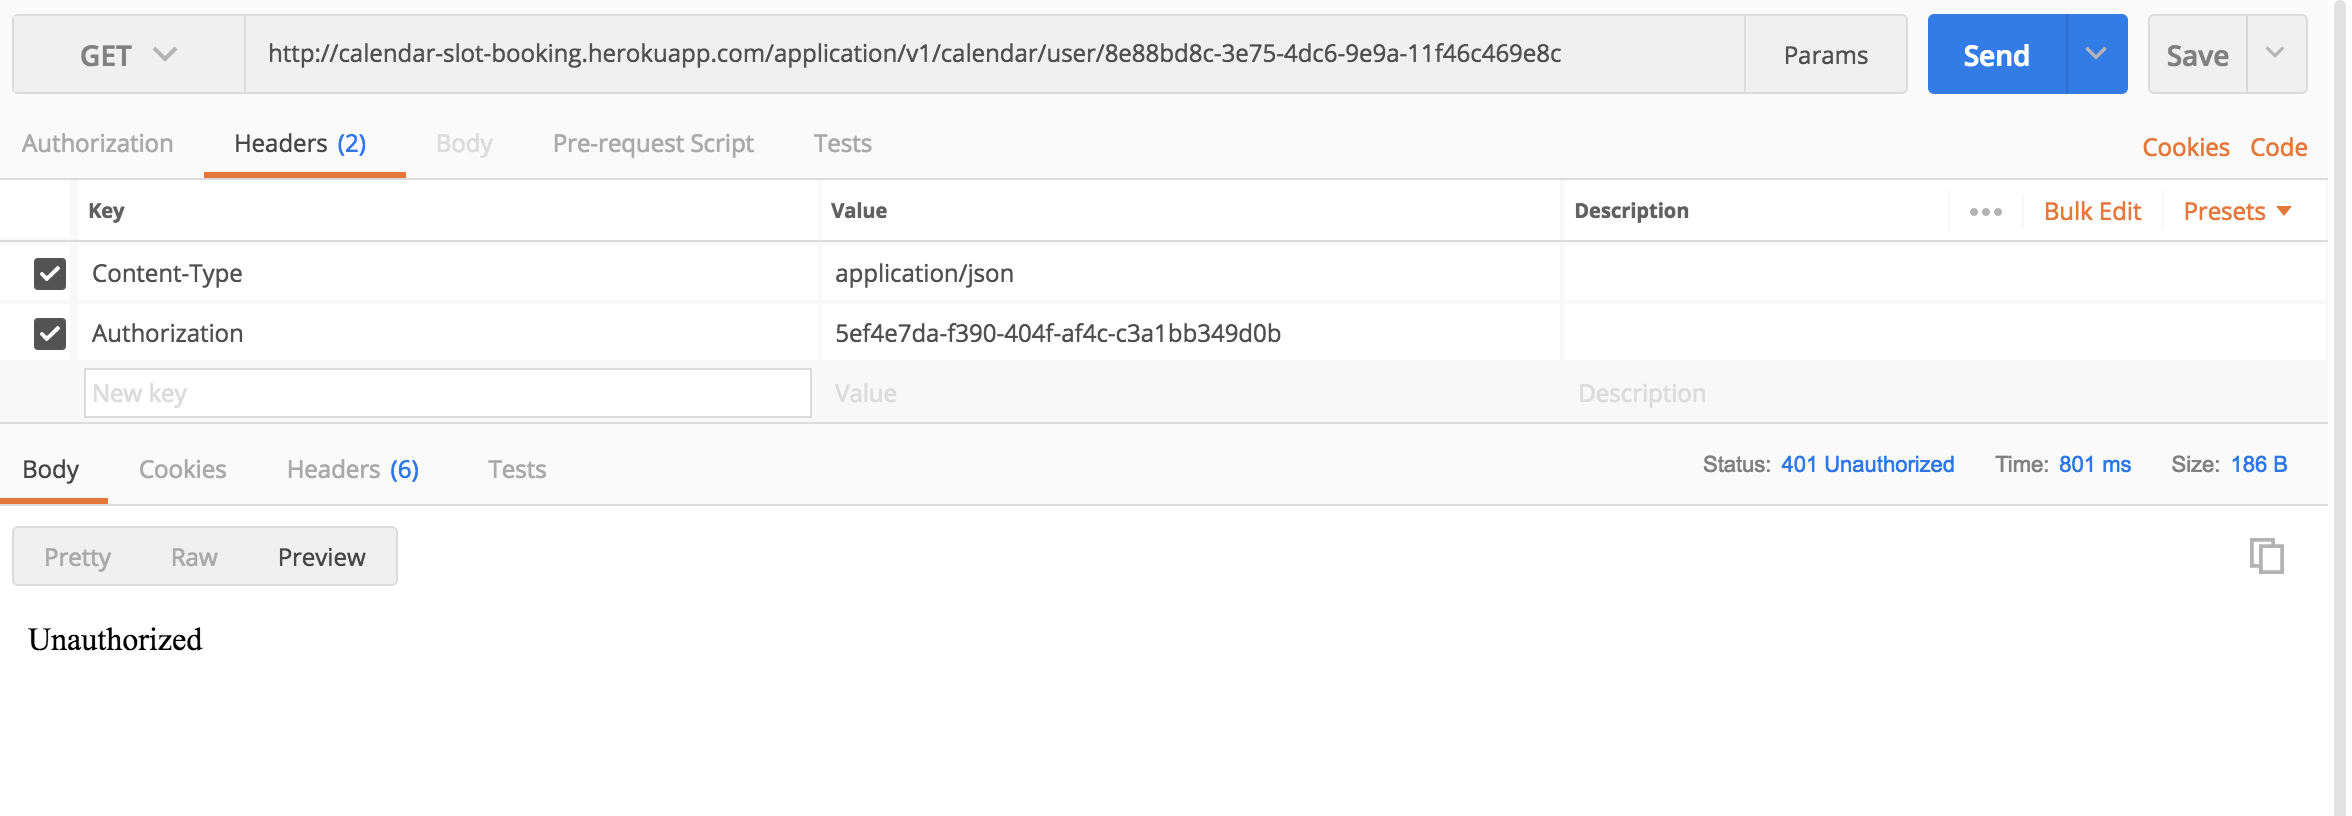 GET http://calendar-slot-booking.herokuapp.com/application/v1/calendar/user/8e88bd8c-3e75-4dc6-9e9a-11f46c469e8c Params Send Save
Authorization Headers (2) Body Pre-request Script Tests Cookies Code
Key Value Description Bulk Edit Presets
Content-Type application/json
Authorization 5ef4e7da-f390-404f-af4c-c3a1bb349d0b
New key Value Description
Body Cookies Headers (6) Tests Status: 401 Unauthorized Time: 801 ms Size: 186 B
Pretty Raw Preview
Unauthorized